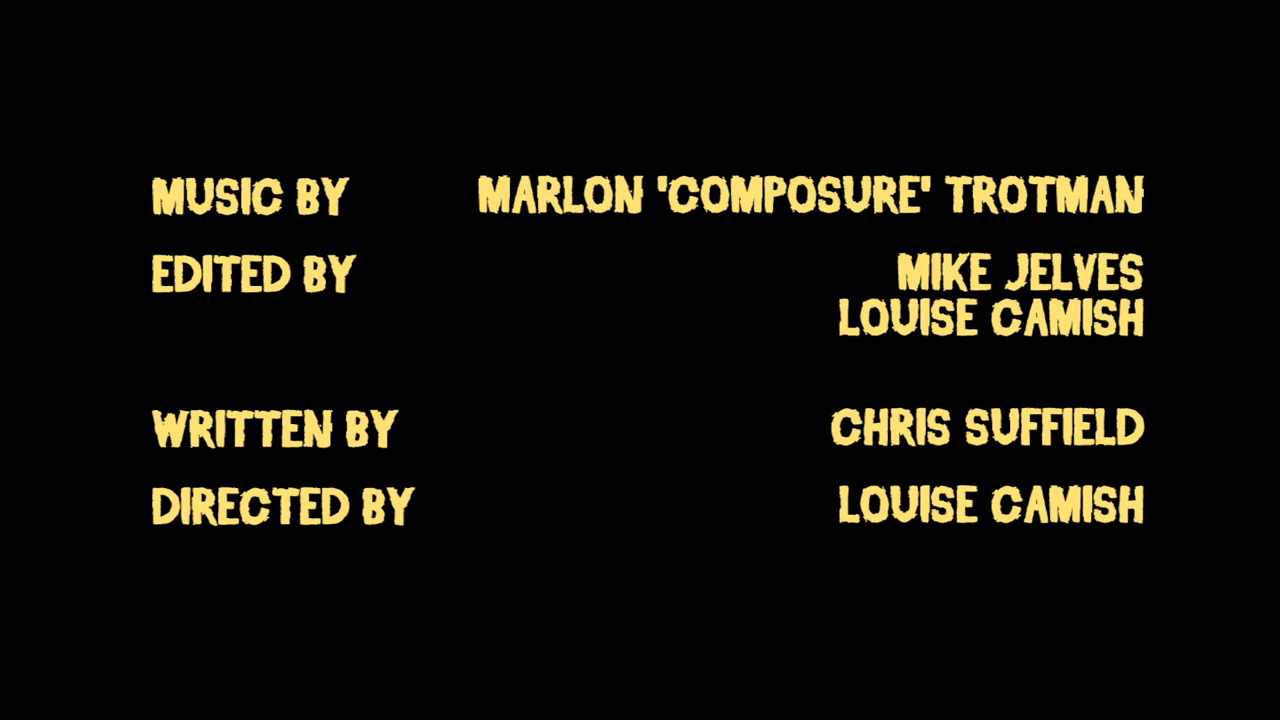 MUSIC BY MARLON 'COMPOSURE' TROTMAN
EDITED BY MIKE JELVES
LOUISE CAMISH
WRITTEN BY CHRIS SUFFIELD
DIRECTED BY LOUISE CAMISH